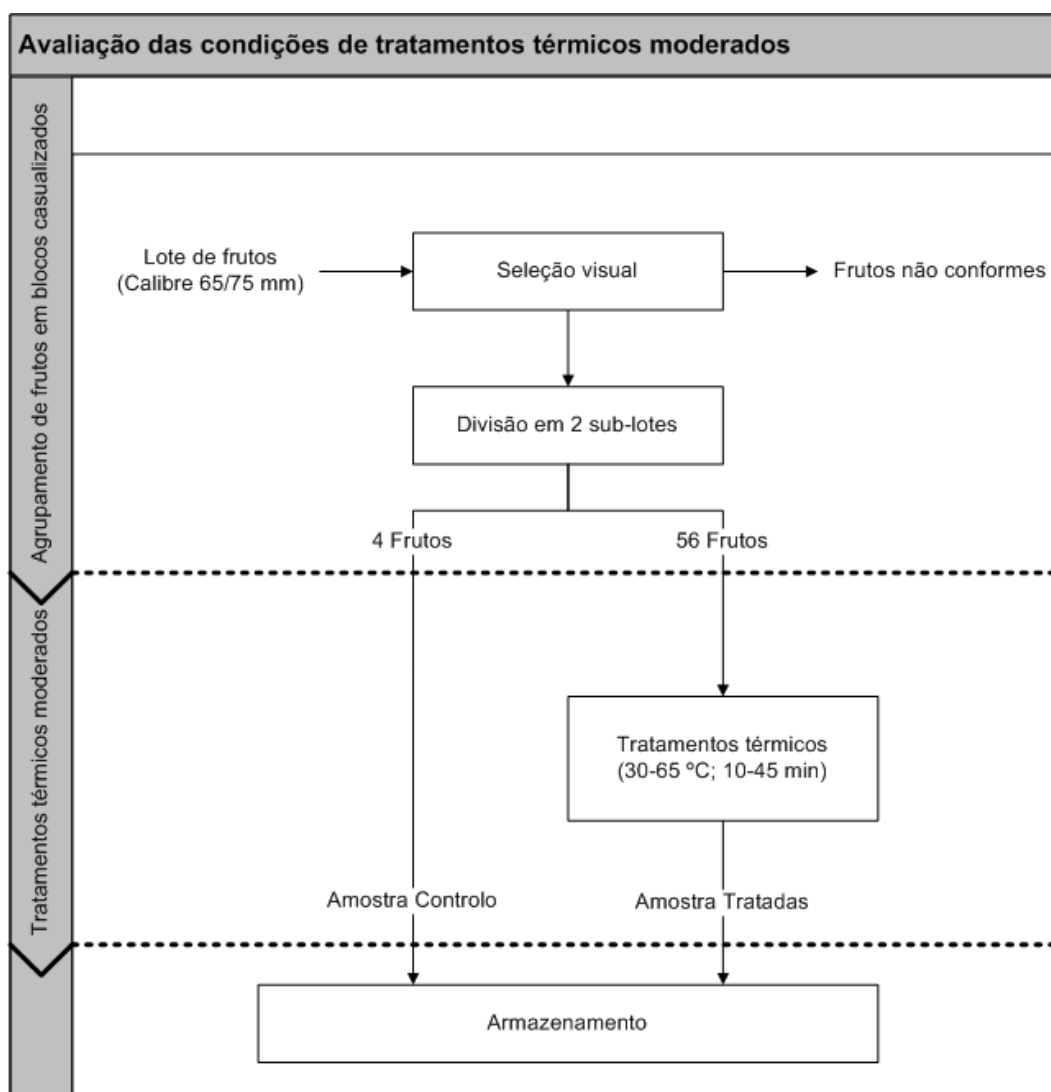 Avaliação das condições de tratamentos térmicos moderados
Agrupamento de frutos em blocos casualizados
Lote de frutos
(Calibre 65/75 mm)
Seleção visual
Frutos não conformes
Divisão em 2 sub-lotes
4 Frutos
56 Frutos
Tratamentos térmicos moderados
Tratamentos térmicos
(30-65 ºC; 10-45 min)
Amostra Controlo
Amostra Tratadas
Armazenamento